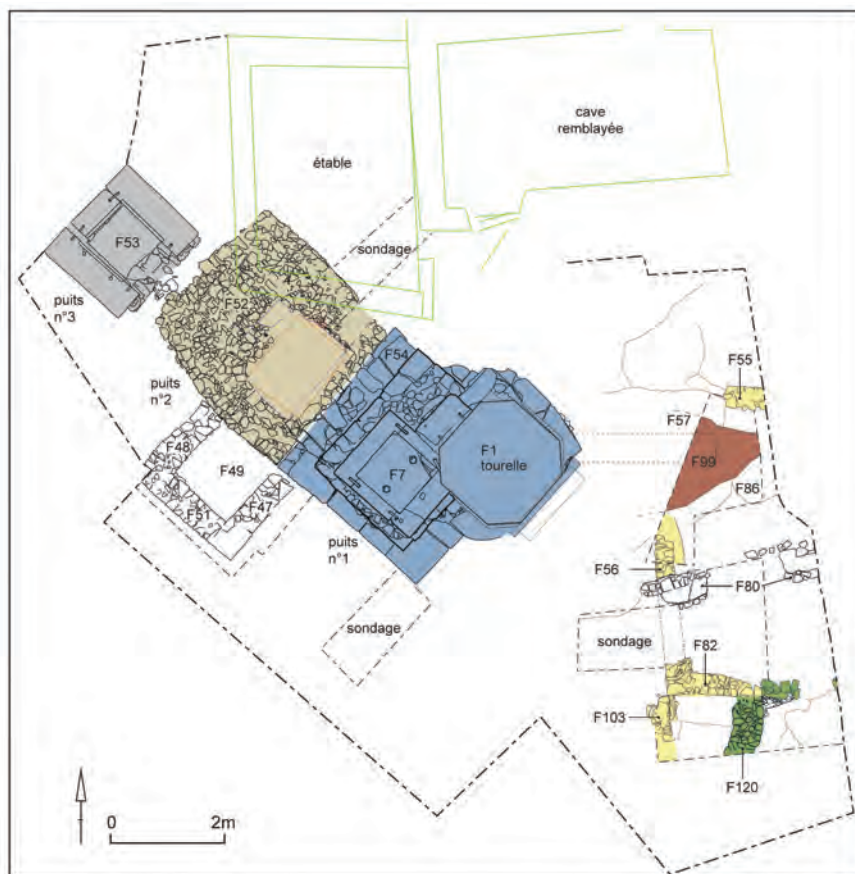 cave
remblayée
étable
sondage
F53
puits
n°3
F52
F54
F55
puits
n°2
F57
F48
F49
F1
tourelle
F99
F7
F86
F51
F47
puits
n°1
F56
F80
sondage
sondage
F82
F103
F120
0
2m